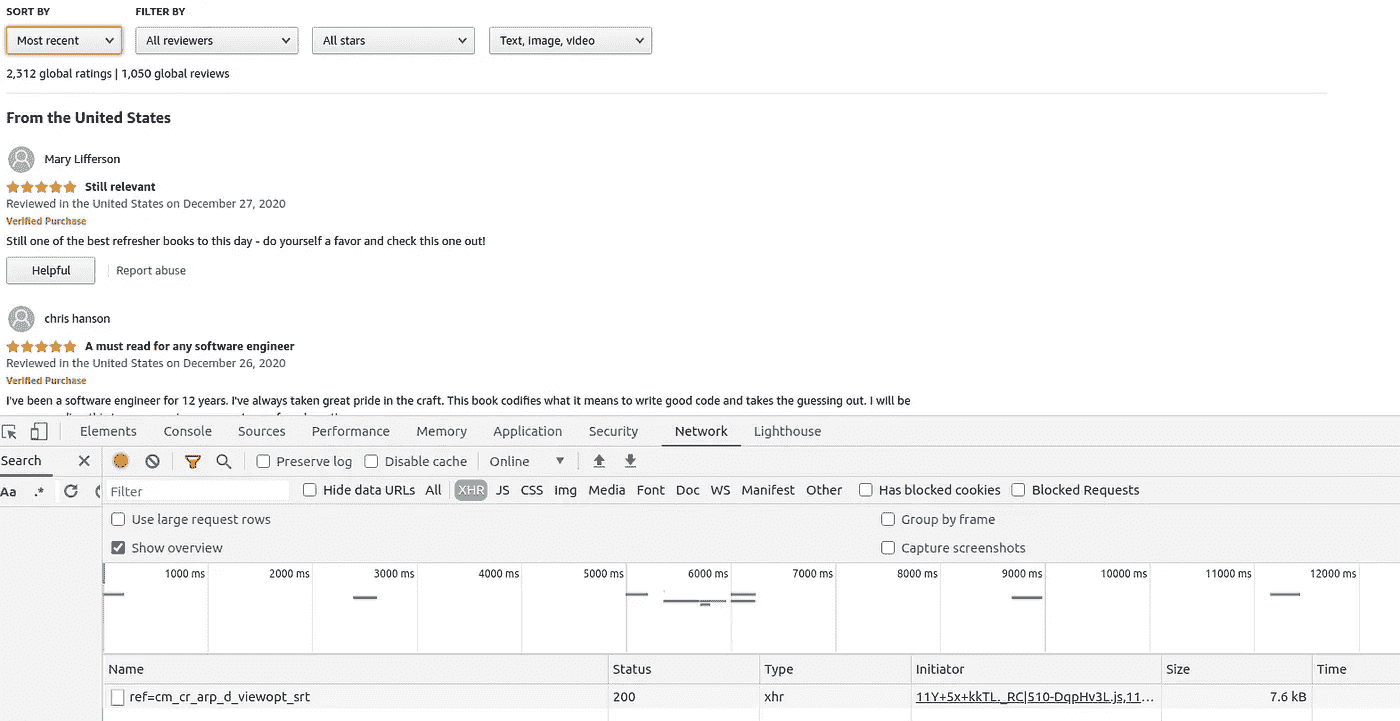 SORT BY FILTER BY
Most recent All reviewers All stars Text, image, video
2,312 global ratings | 1,050 global reviews
From the United States
Mary Lifferson
Still relevant
Reviewed in the United States on December 27, 2020
Verified Purchase
Still one of the best refresher books to this day - do yourself a favor and check this one out!
Helpful Report abuse
chris hanson
A must read for any software engineer
Reviewed in the United States on December 26, 2020
Verified Purchase
I've been a software engineer for 12 years. I've always taken great pride in the craft. This book codifies what it means to write good code and takes the guessing out. I will be
Elements Console Sources Performance Memory Application Security Network Lighthouse
Search Preserve log Disable cache Online
Aa .* Filter Hide data URLs All XHR JS CSS Img Media Font Doc WS Manifest Other Has blocked cookies Blocked Requests
Use large request rows Group by frame
Show overview Capture screenshots
1000 ms 2000 ms 3000 ms 4000 ms 5000 ms 6000 ms 7000 ms 8000 ms 9000 ms 10000 ms 11000 ms 12000 ms
Name Status Type Initiator Size Time
ref=cm_cr_arp_d_viewopt_srt 200 xhr 11Y+5x+kkTL._RC|510-DqpHv3L.js,11... 7.6 kB